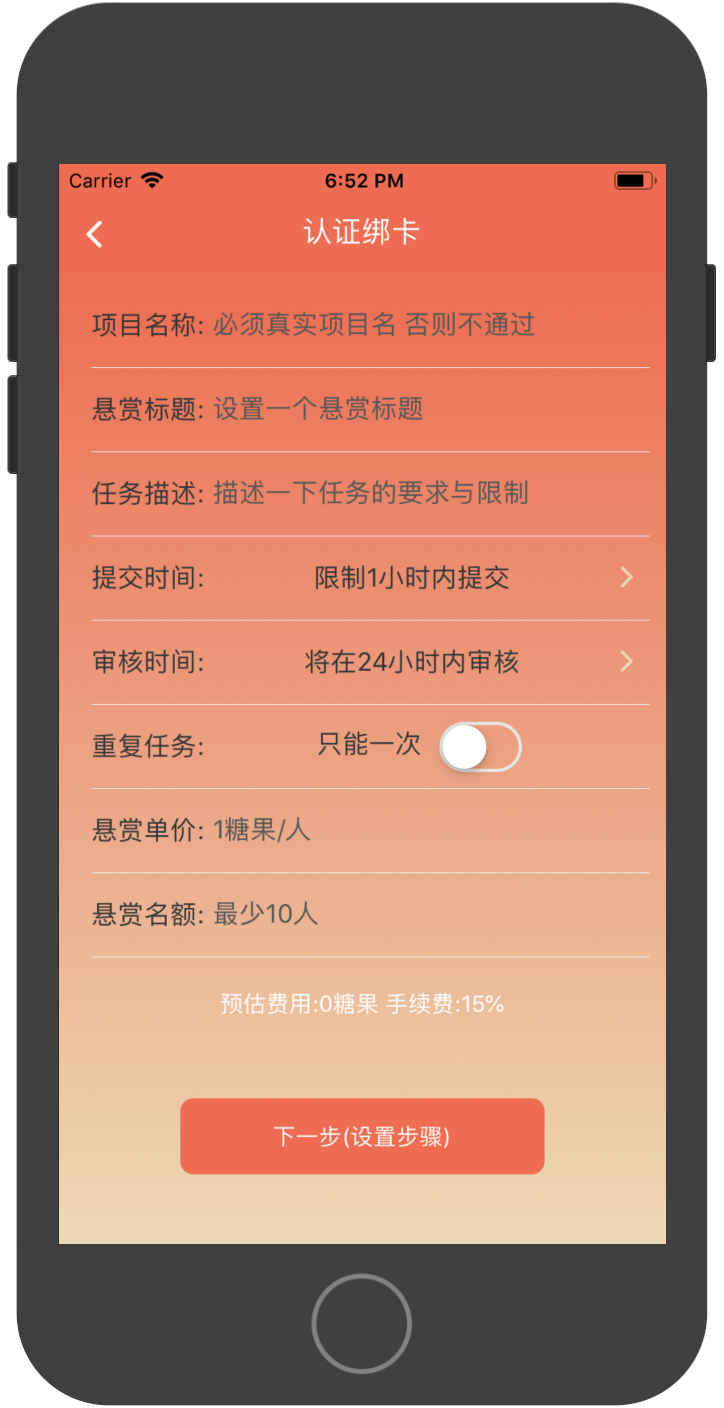 Carrier 6:52 PM
认证绑卡
项目名称: 必须真实项目名 否则不通过
悬赏标题: 设置一个悬赏标题
任务描述: 描述一下任务的要求与限制
提交时间: 限制1小时内提交
审核时间: 将在24小时内审核
重复任务: 只能一次
悬赏单价: 1糖果/人
悬赏名额: 最少10人
预估费用:0糖果 手续费:15%
下一步(设置步骤)